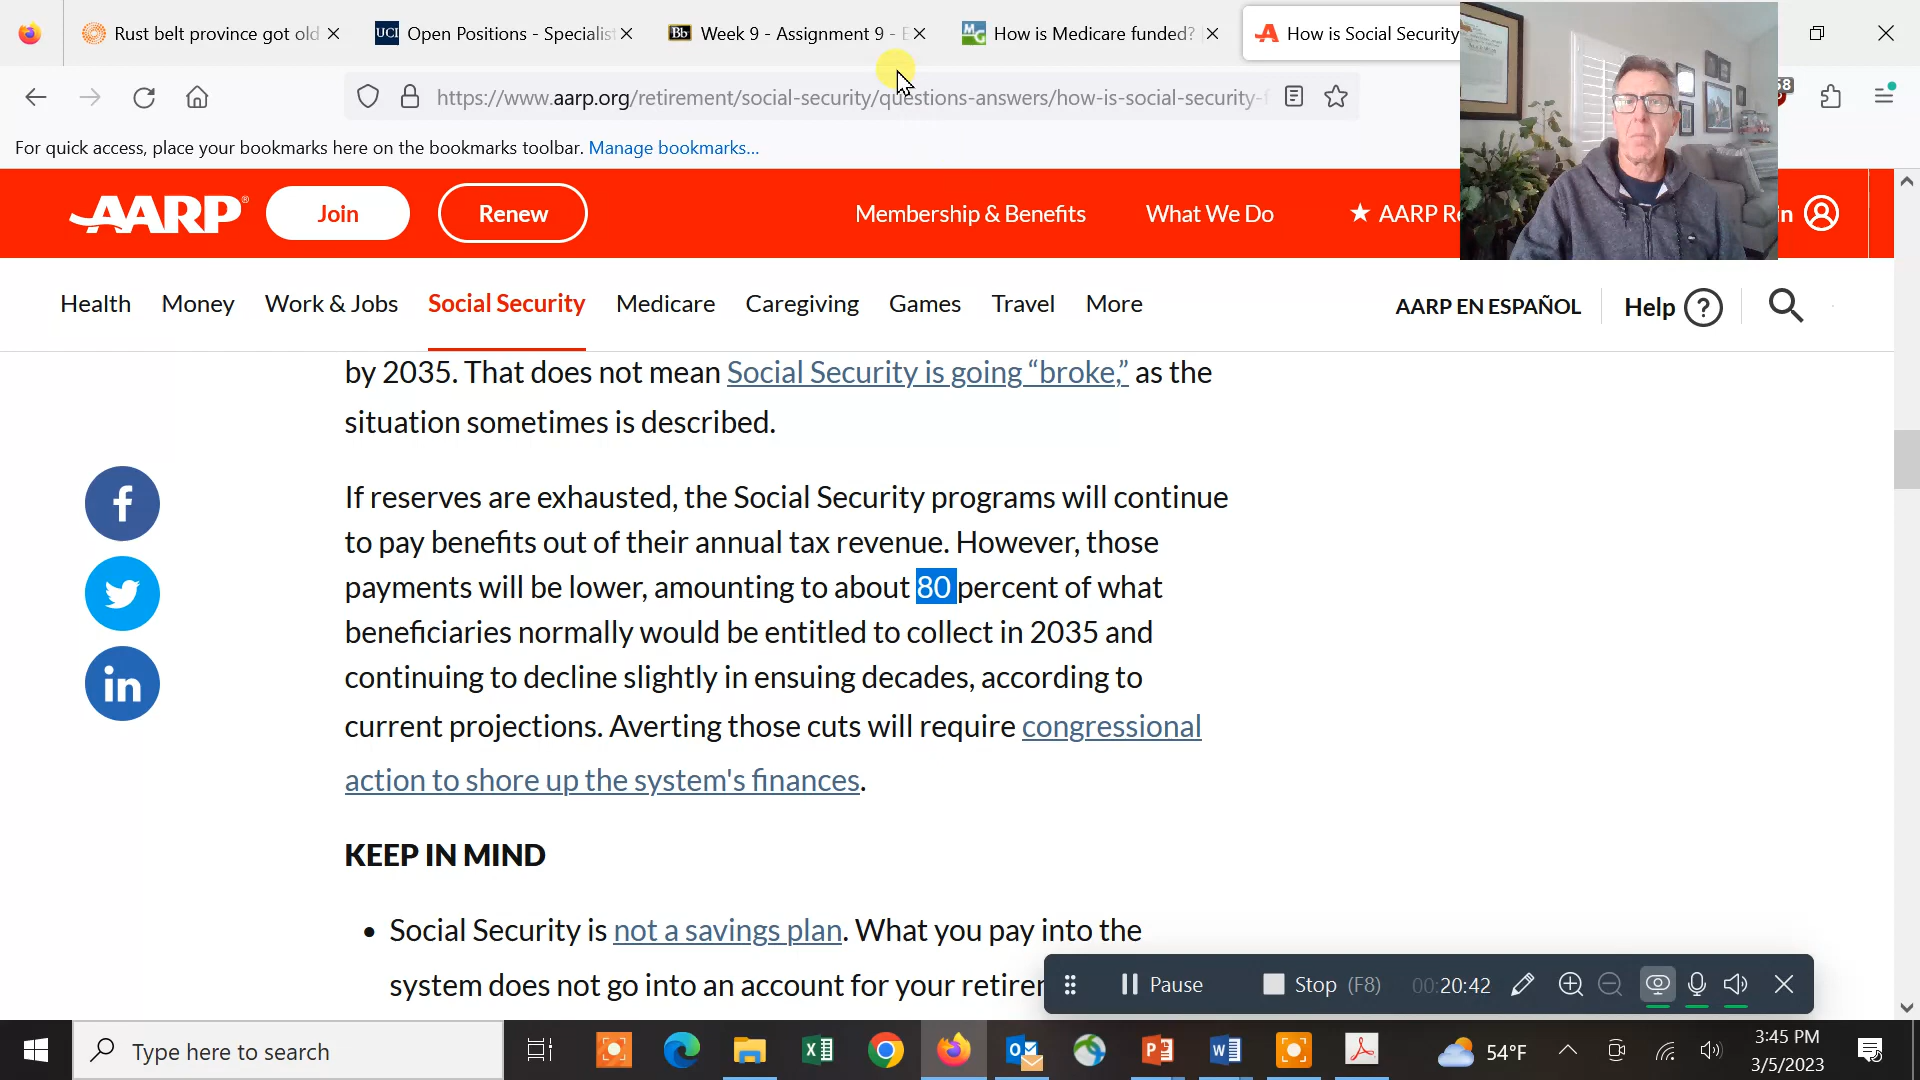 Rust belt province got old
UCI Open Positions - Specialist
Bb Week 9 - Assignment 9 - E
MG How is Medicare funded?
How is Social Security
https://www.aarp.org/retirement/social-security/questions-answers/how-is-social-security-f
58
For quick access, place your bookmarks here on the bookmarks toolbar. Manage bookmarks...
AARP®
Join
Renew
Membership & Benefits
What We Do
★ AARP Re
in
Health
Money
Work & Jobs
Social Security
Medicare
Caregiving
Games
Travel
More
AARP EN ESPAÑOL
Help ?
by 2035. That does not mean Social Security is going “broke,” as the
situation sometimes is described.
If reserves are exhausted, the Social Security programs will continue
to pay benefits out of their annual tax revenue. However, those
payments will be lower, amounting to about 80 percent of what
beneficiaries normally would be entitled to collect in 2035 and
continuing to decline slightly in ensuing decades, according to
current projections. Averting those cuts will require congressional
action to shore up the system's finances.
f
in
KEEP IN MIND
• Social Security is not a savings plan. What you pay into the
system does not go into an account for your retirem
Pause
Stop (F8)
00:20:42
Type here to search
54°F
3:45 PM
3/5/2023